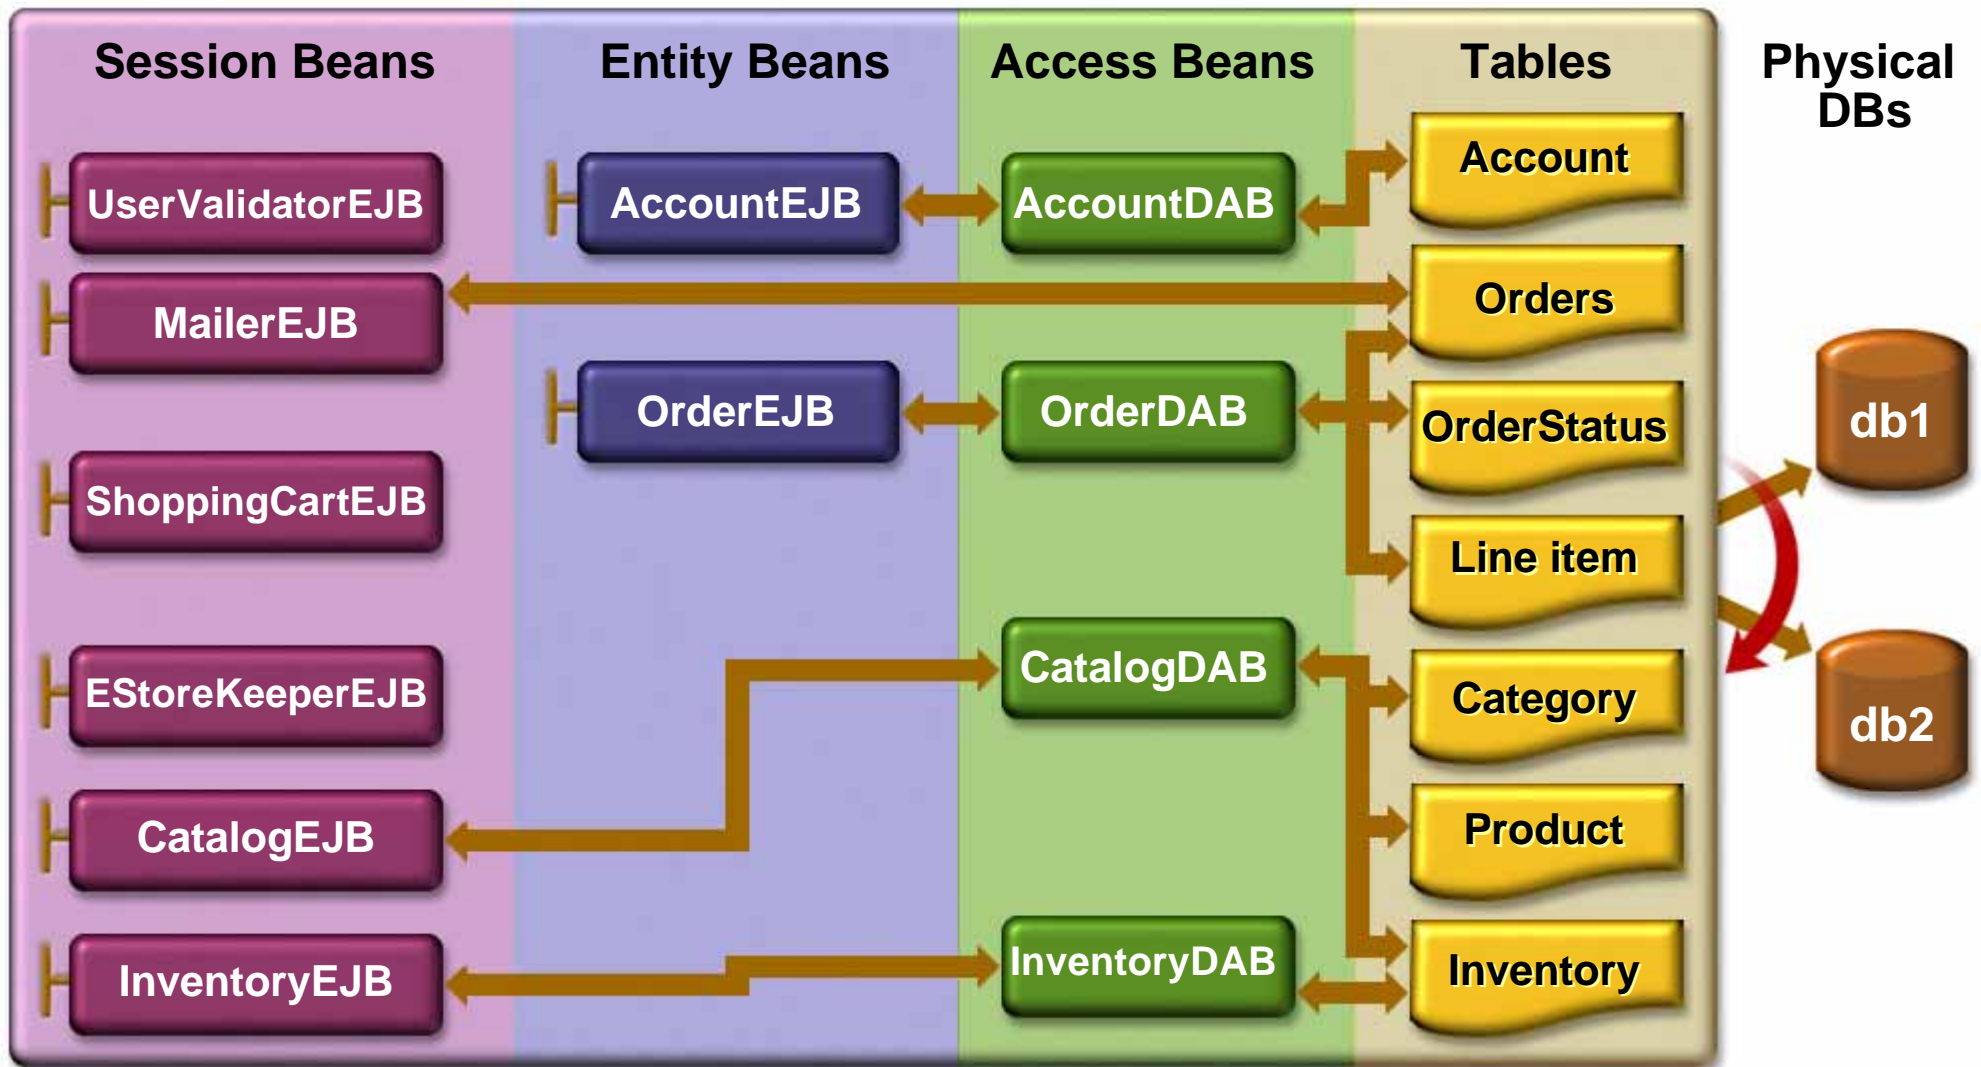 Session Beans
Entity Beans
Access Beans
Tables
Physical
DBs
UserValidatorEJB
MailerEJB
ShoppingCartEJB
EStoreKeeperEJB
CatalogEJB
InventoryEJB
AccountEJB
OrderEJB
AccountDAB
OrderDAB
CatalogDAB
InventoryDAB
Account
Orders
OrderStatus
Line item
Category
Product
Inventory
db1
db2